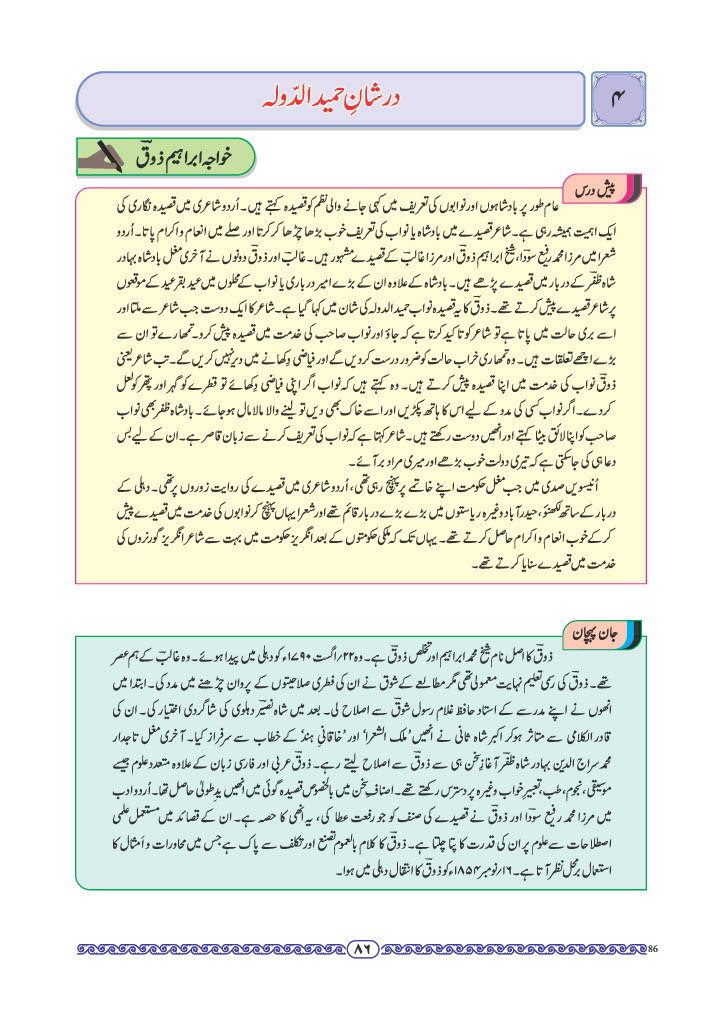 ۴
در شانِ حمید الدّولہ
خواجہ ابراہیم ذوقؔ
پیش درس
عام طور پر بادشاہوں اور نوابوں کی تعریف میں کہی جانے والی نظم کو قصیدہ کہتے ہیں۔ اُردو شاعری میں قصیدہ نگاری کی
ایک اہمیت ہمیشہ رہی ہے۔ شاعر قصیدے میں بادشاہ یا نواب کی تعریف خوب بڑھا چڑھا کر کرتا اور صلے میں انعام و اکرام پاتا۔ اُردو
شعرا میں مرزا محمد رفیع سوداؔ، شیخ ابراہیم ذوقؔ اور مرزا غالبؔ کے قصیدے مشہور ہیں۔ غالبؔ اور ذوقؔ دونوں نے آخری مغل بادشاہ بہادر
شاہ ظفرؔ کے دربار میں قصیدے پڑھے ہیں۔ بادشاہ کے علاوہ ان کے بڑے امیر درباری یا نواب کے محلوں میں عید بقرعید کے موقعوں
پر شاعر قصیدے پیش کرتے تھے۔ ذوقؔ کا یہ قصیدہ نواب حمید الدولہ کی شان میں کہا گیا ہے۔ شاعر کا ایک دوست جب شاعر سے ملتا اور
اسے بری حالت میں پاتا ہے تو شاعر کو تاکید کرتا ہے کہ جاؤ اور نواب صاحب کی خدمت میں قصیدہ پیش کرو۔ تمھارے تو ان سے
بڑے اچھے تعلقات ہیں۔ وہ تمھاری خراب حالت کو ضرور درست کر دیں گے اور فیاضی دِکھانے میں دیر نہیں کریں گے۔ تب شاعر یعنی
ذوقؔ نواب کی خدمت میں اپنا قصیدہ پیش کرتے ہیں۔ وہ کہتے ہیں کہ نواب اگر اپنی فیاضی دِکھائے تو قطرے کو گہر اور پتھر کو لعل
کردے۔ اگر نواب کسی کی مدد کے لیے اس کا ہاتھ پکڑیں اور اسے خاک بھی دیں تو لینے والا مالا مال ہوجائے۔ بادشاہ ظفر بھی نواب
صاحب کو اپنا لائق بیٹا کہتے اور انھیں دوست رکھتے ہیں۔ شاعر کہتا ہے کہ نواب کی تعریف کرنے سے زبان قاصر ہے۔ ان کے لیے بس
دعا ہی کی جاسکتی ہے کہ تیری دولت خوب بڑھے اور میری مراد بر آئے۔
اُنیسویں صدی میں جب مغل حکومت اپنے خاتمے پر پہنچ رہی تھی، اُردو شاعری میں قصیدے کی روایت زوروں پر تھی۔ دہلی کے
دربار کے ساتھ لکھنؤ، حیدرآباد وغیرہ ریاستوں میں بڑے بڑے دربار قائم تھے اور شعرا یہاں پہنچ کر نوابوں کی خدمت میں قصیدے پیش
کرکے خوب انعام و اکرام حاصل کرتے تھے۔ یہاں تک کہ ملکی حکومتوں کے بعد انگریز حکومت میں بہت سے شاعر انگریز گورنروں کی
خدمت میں قصیدے سنایا کرتے تھے۔
جان پہچان
ذوقؔ کا اصل نام شیخ محمد ابراہیم اور تخلص ذوقؔ ہے۔ وہ ۲۲/اگست ۱۷۹۰ء کو دہلی میں پیدا ہوئے۔ وہ غالبؔ کے ہم عصر
تھے۔ ذوقؔ کی رسمی تعلیم نہایت معمولی تھی مگر مطالعے کے شوق نے ان کی فطری صلاحیتوں کے پروان چڑھنے میں مدد کی۔ ابتدا میں
انھوں نے اپنے مدرسے کے استاد حافظ غلام رسول شوقؔ سے اصلاح لی۔ بعد میں شاہ نصیرؔ دہلوی کی شاگردی اختیار کی۔ ان کی
قادر الکلامی سے متاثر ہوکر اکبر شاہ ثانی نے انھیں ’ملک الشعرا‘ اور ’خاقانیِ ہند‘ کے خطاب سے سرفراز کیا۔ آخری مغل تاجدار
محمد سراج الدین بہادر شاہ ظفرؔ آغازِ سخن ہی سے ذوقؔ سے اصلاح لیتے رہے۔ ذوقؔ عربی اور فارسی زبان کے علاوہ متعدد علوم جیسے
موسیقی، نجوم، طب، تعبیرِ خواب وغیرہ پر دسترس رکھتے تھے۔ اصنافِ سخن میں بالخصوص قصیدہ گوئی میں انھیں یدِ طولیٰ حاصل تھا۔ اُردو ادب
میں مرزا محمد رفیع سوداؔ اور ذوقؔ نے قصیدے کی صنف کو جو رفعت عطا کی، یہ انھی کا حصہ ہے۔ ان کے قصائد میں مستعمل علمی
اصطلاحات سے علوم پر ان کی قدرت کا پتا چلتا ہے۔ ذوقؔ کا کلام بالعموم تصنع اور تکلف سے پاک ہے جس میں محاورات و اَمثال کا
استعمال برمحل نظر آتا ہے۔ ۱۶/نومبر ۱۸۵۴ء کو ذوقؔ کا انتقال دہلی میں ہوا۔
۸۶
86